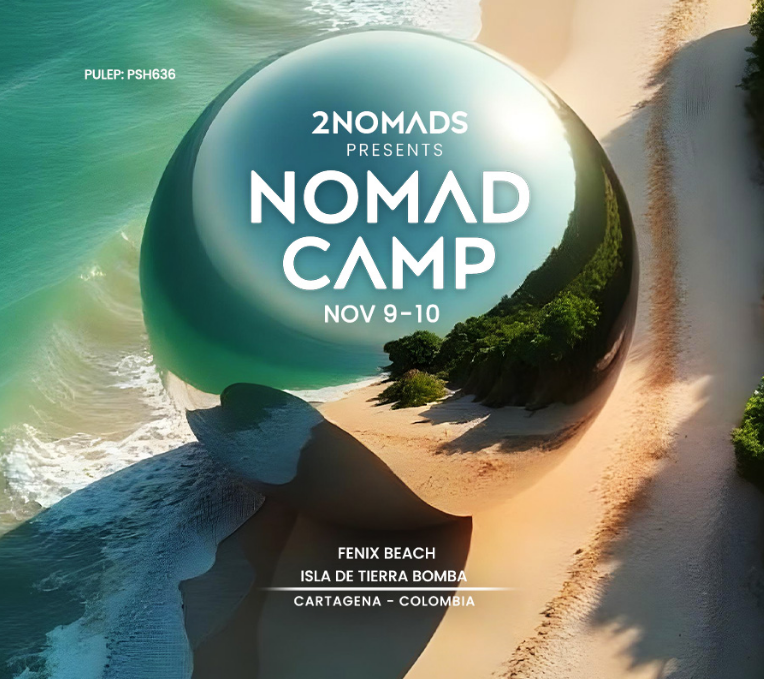 PULEP: PSH636
2NOMADS
PRESENTS
NOMAD
CAMP
NOV 9-10
FENIX BEACH
ISLA DE TIERRA BOMBA
CARTAGENA - COLOMBIA